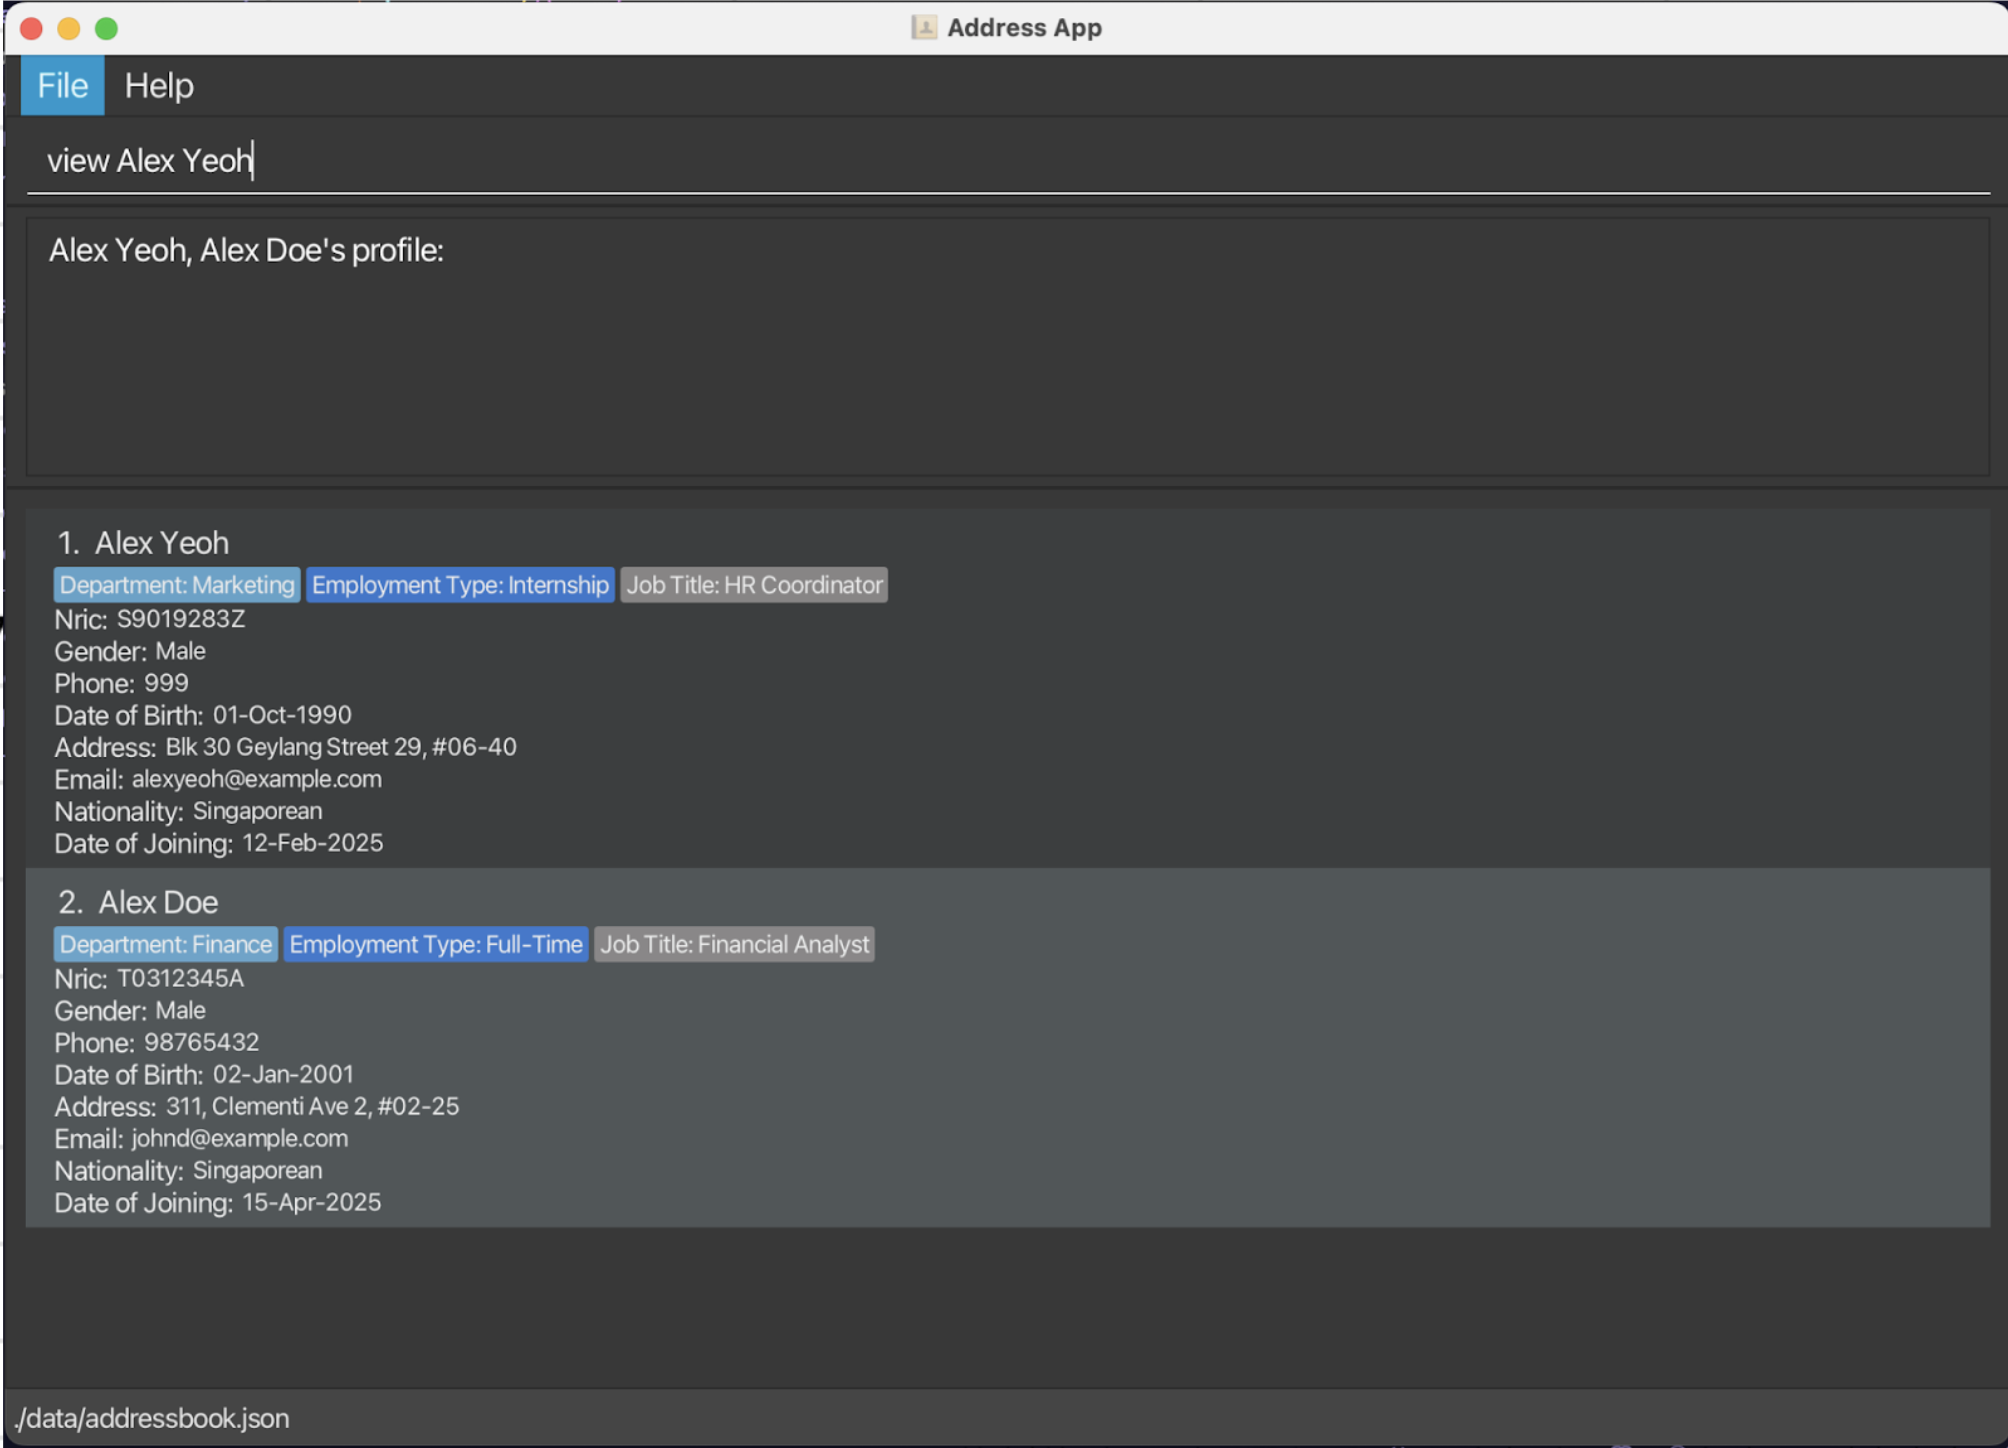 Address App
File Help
view Alex Yeoh
Alex Yeoh, Alex Doe's profile:
1. Alex Yeoh
Department: Marketing Employment Type: Internship Job Title: HR Coordinator
Nric: S9019283Z
Gender: Male
Phone: 999
Date of Birth: 01-Oct-1990
Address: Blk 30 Geylang Street 29, #06-40
Email: alexyeoh@example.com
Nationality: Singaporean
Date of Joining: 12-Feb-2025
2. Alex Doe
Department: Finance Employment Type: Full-Time Job Title: Financial Analyst
Nric: T0312345A
Gender: Male
Phone: 98765432
Date of Birth: 02-Jan-2001
Address: 311, Clementi Ave 2, #02-25
Email: johnd@example.com
Nationality: Singaporean
Date of Joining: 15-Apr-2025
./data/addressbook.json